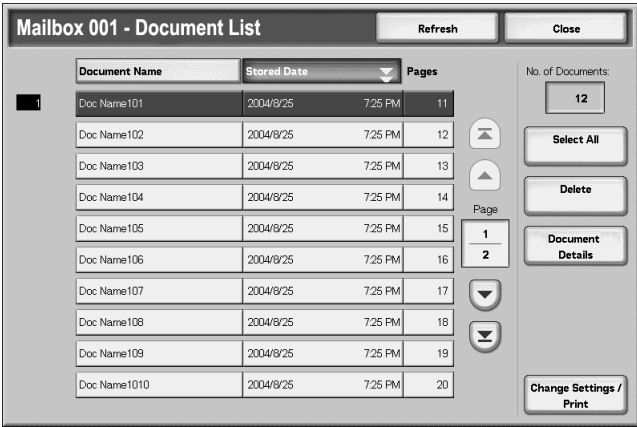 Mailbox 001 - Document List Refresh Close
Document Name Stored Date Pages No. of Documents:
1 Doc Name101 2004/8/25 7:25 PM 11 12
Doc Name102 2004/8/25 7:25 PM 12 Select All
Doc Name103 2004/8/25 7:25 PM 13
Doc Name104 2004/8/25 7:25 PM 14 Delete
Page
Doc Name105 2004/8/25 7:25 PM 15 1
Document
Details
Doc Name106 2004/8/25 7:25 PM 16 2
Doc Name107 2004/8/25 7:25 PM 17
Doc Name108 2004/8/25 7:25 PM 18
Doc Name109 2004/8/25 7:25 PM 19
Doc Name1010 2004/8/25 7:25 PM 20
Change Settings /
Print